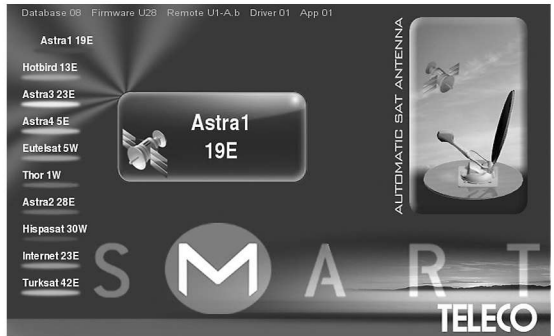 Database 08 Firmware U28 Remote U1-A.b Driver 01 App 01
Astra1 19E
Hotbird 13E
Astra3 23E
Astra4 5E
Eutelsat 5W
Thor 1W
Astra2 28E
Hispasat 30W
Internet 23E
Turksat 42E
Astra1
19E
AUTOMATIC SAT ANTENNA
SMART
TELECO